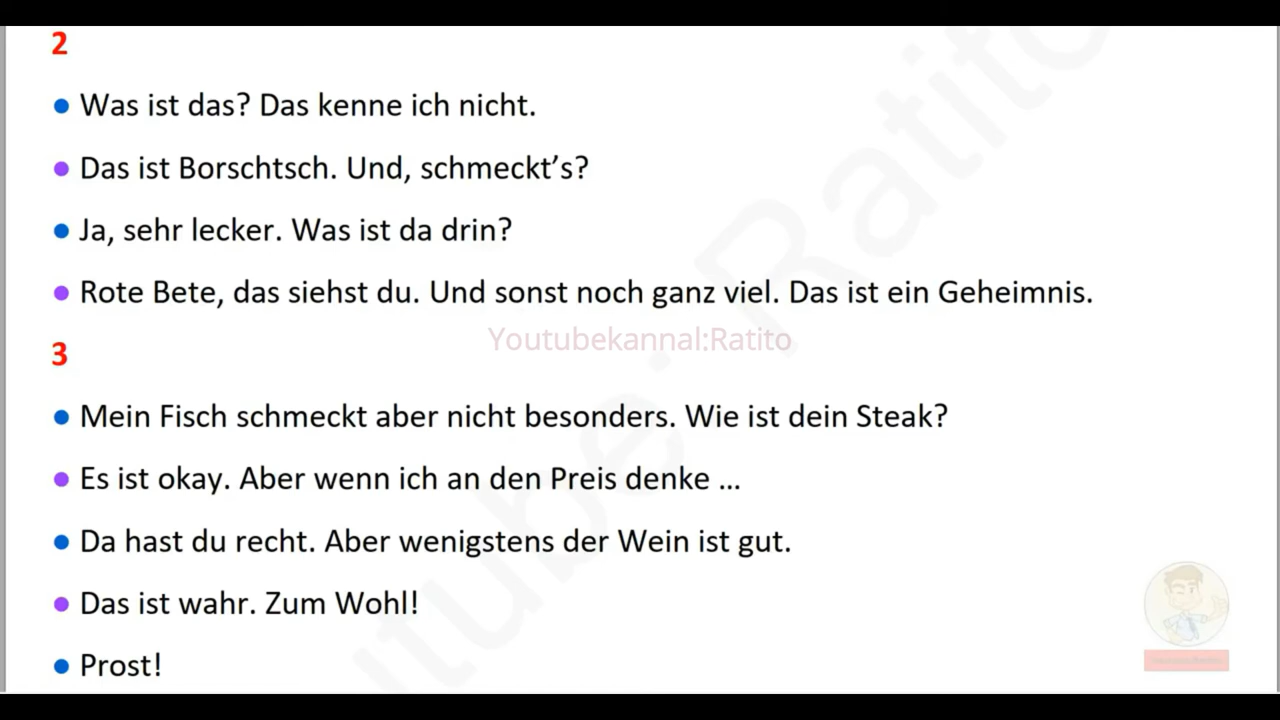 2
Was ist das? Das kenne ich nicht.
Das ist Borschtsch. Und, schmeckt’s?
Ja, sehr lecker. Was ist da drin?
Rote Bete, das siehst du. Und sonst noch ganz viel. Das ist ein Geheimnis.
Youtubekannal:Ratito
3
Mein Fisch schmeckt aber nicht besonders. Wie ist dein Steak?
Es ist okay. Aber wenn ich an den Preis denke ...
Da hast du recht. Aber wenigstens der Wein ist gut.
Das ist wahr. Zum Wohl!
Prost!